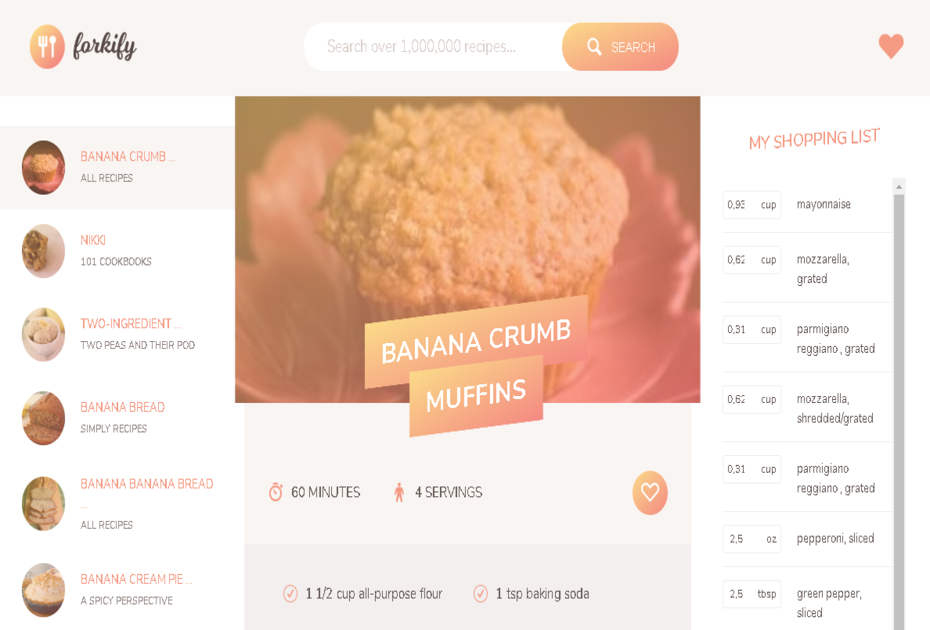 forkify
Search over 1,000,000 recipes...
SEARCH
BANANA CRUMB ...
ALL RECIPES
NIKKI
101 COOKBOOKS
TWO-INGREDIENT ...
TWO PEAS AND THEIR POD
BANANA BREAD
SIMPLY RECIPES
BANANA BANANA BREAD
...
ALL RECIPES
BANANA CREAM PIE ...
A SPICY PERSPECTIVE
BANANA CRUMB
MUFFINS
60 MINUTES
4 SERVINGS
1 1/2 cup all-purpose flour
1 tsp baking soda
MY SHOPPING LIST
0,95 cup mayonnaise
0,62 cup mozzarella,
grated
0,31 cup parmigiano
reggiano , grated
0,62 cup mozzarella,
shredded/grated
0,31 cup parmigiano
reggiano , grated
2,5 oz pepperoni, sliced
2,5 tbsp green pepper,
sliced